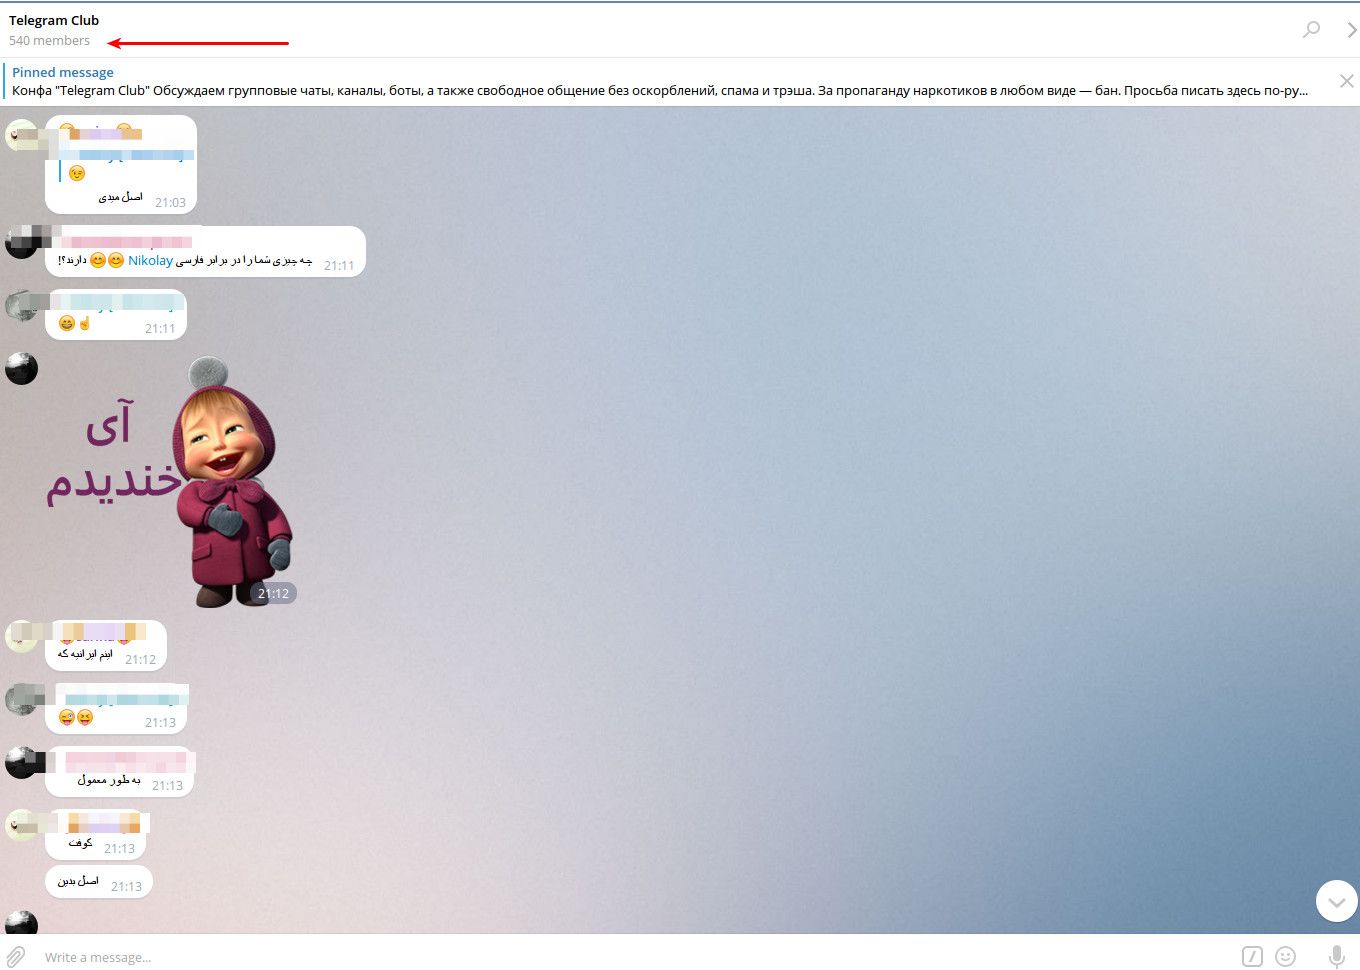 Telegram Club
540 members
Pinned message
Конфа "Telegram Club" Обсуждаем групповые чаты, каналы, боты, а также свободное общение без оскорблений, спама и трэша. За пропаганду наркотиков в любом виде — бан. Просьба писать здесь по-ру...
😉
اصل میدی
21:03
چه چیزی شما را در برابر فارسی Nikolay 😊😊 دارند؟!
21:11
😄☝
21:11
آی
خندیدم
21:12
اینم ایرانیه که
21:12
😜😝
21:13
به طور معمول
21:13
کوفت
21:13
اصل بدین
21:13
Write a message...